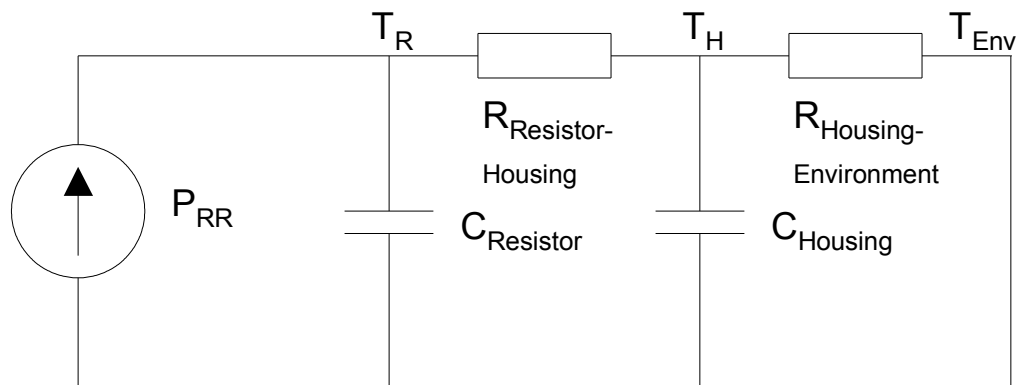 T_R
T_H
T_Env
R_Resistor-
Housing
R_Housing-
Environment
P_RR
C_Resistor
C_Housing